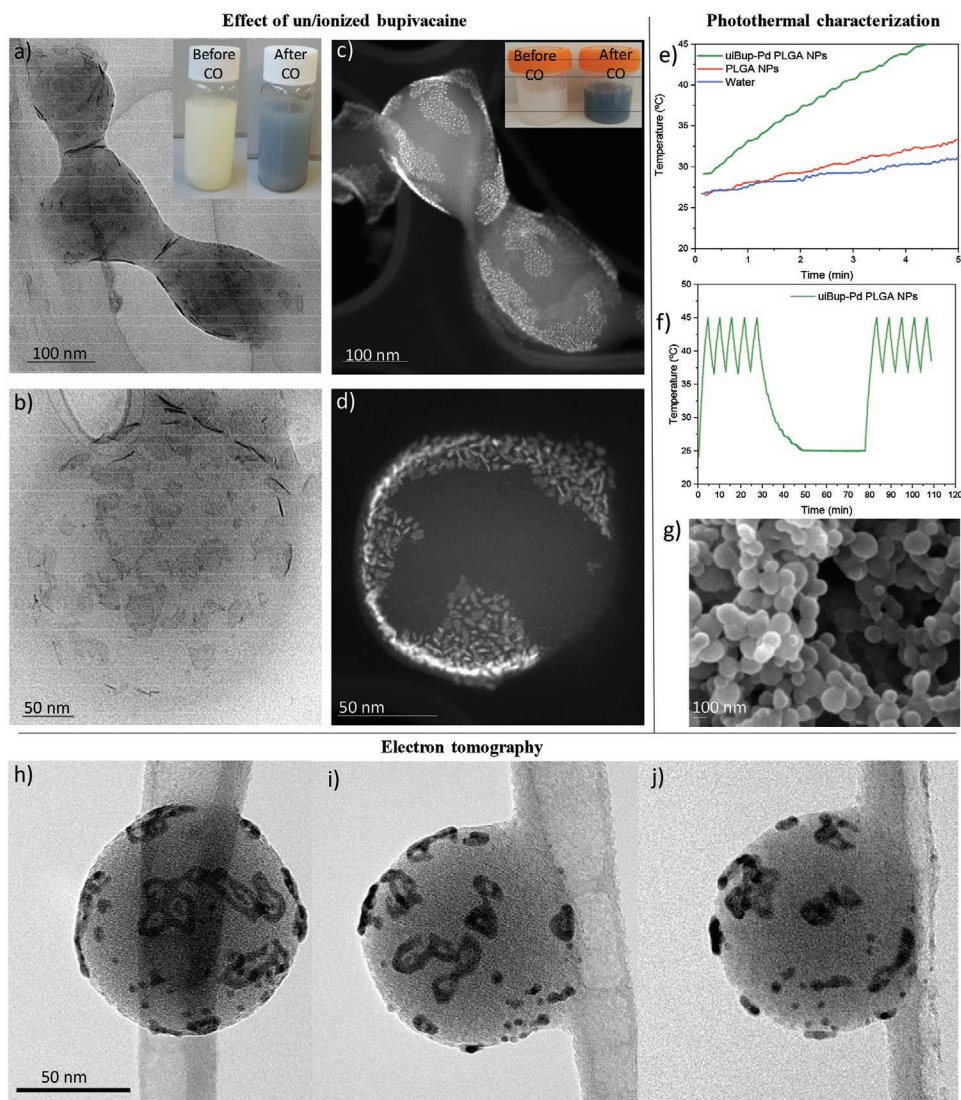 Effect of un/ionized bupivacaine
Photothermal characterization
a)
Before
CO
After
CO
100 nm
c)
Before
CO
After
CO
100 nm
e)
uiBup-Pd PLGA NPs
PLGA NPs
Water
Temperature (ºC)
45
40
35
30
25
20
0 1 2 3 4 5
Time (min)
b)
50 nm
d)
50 nm
f)
uiBup-Pd PLGA NPs
Temperature (ºC)
45
40
35
30
25
20
0 10 20 30 40 50 60 70 80 90 100 110 120
Time (min)
g)
100 nm
Electron tomography
h)
50 nm
i)
j)